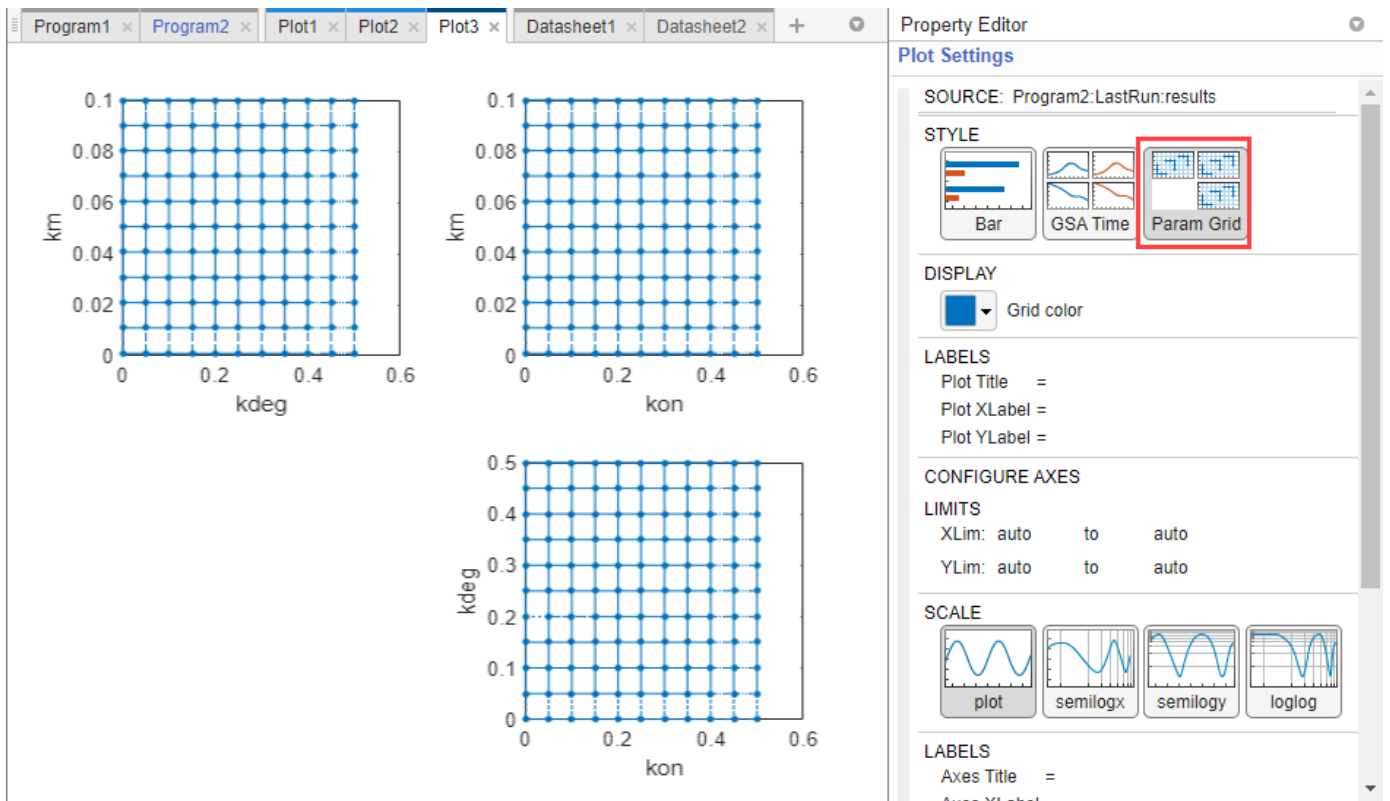 Program1 × Program2 × Plot1 × Plot2 × Plot3 × Datasheet1 × Datasheet2 × +
0.1
0.08
0.06
0.04
0.02
0
km
0 0.2 0.4 0.6
kdeg
0.1
0.08
0.06
0.04
0.02
0
km
0 0.2 0.4 0.6
kon
0.5
0.4
0.3
0.2
0.1
0
kdeg
0 0.2 0.4 0.6
kon
Property Editor
Plot Settings
SOURCE: Program2:LastRun:results
STYLE
Bar GSA Time Param Grid
DISPLAY
Grid color
LABELS
Plot Title =
Plot XLabel =
Plot YLabel =
CONFIGURE AXES
LIMITS
XLim: auto to auto
YLim: auto to auto
SCALE
plot semilogx semilogy loglog
LABELS
Axes Title =